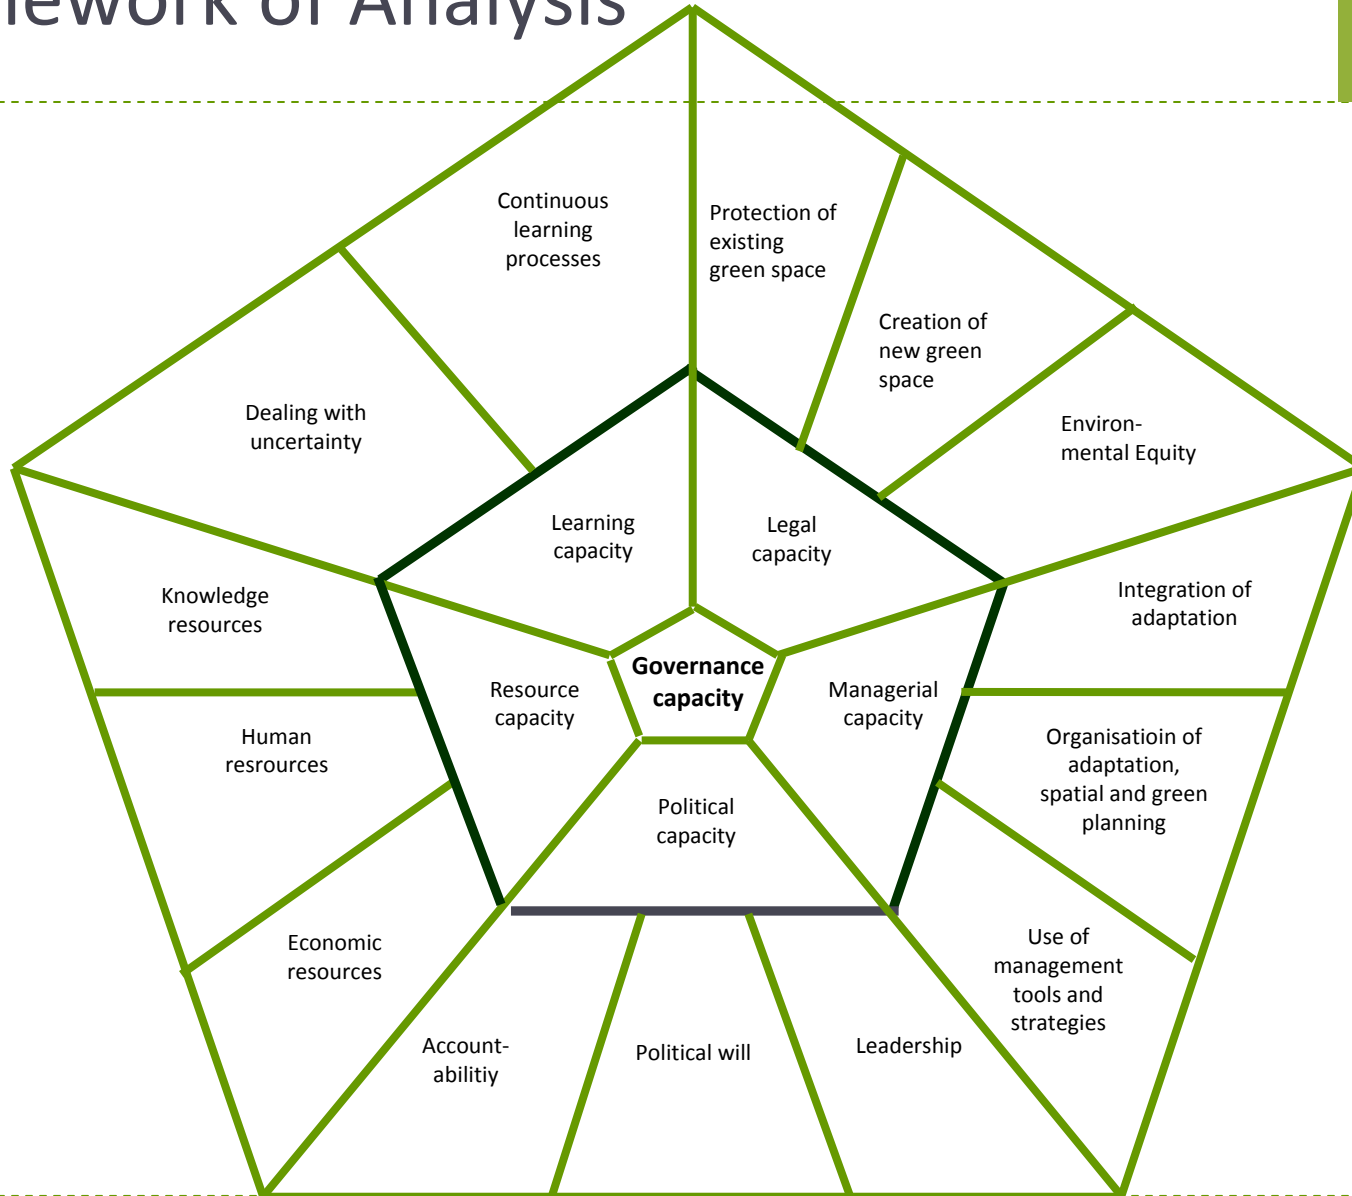 ework of Analysis
Continuous
learning
processes
Protection of
existing
green space
Creation of
new green
space
Environ-
mental Equity
Dealing with
uncertainty
Learning
capacity
Legal
capacity
Knowledge
resources
Integration of
adaptation
Governance
capacity
Resource
capacity
Managerial
capacity
Human
resrources
Organisatioin of
adaptation,
spatial and green
planning
Political
capacity
Economic
resources
Use of
management
tools and
strategies
Account-
abilitiy
Political will
Leadership